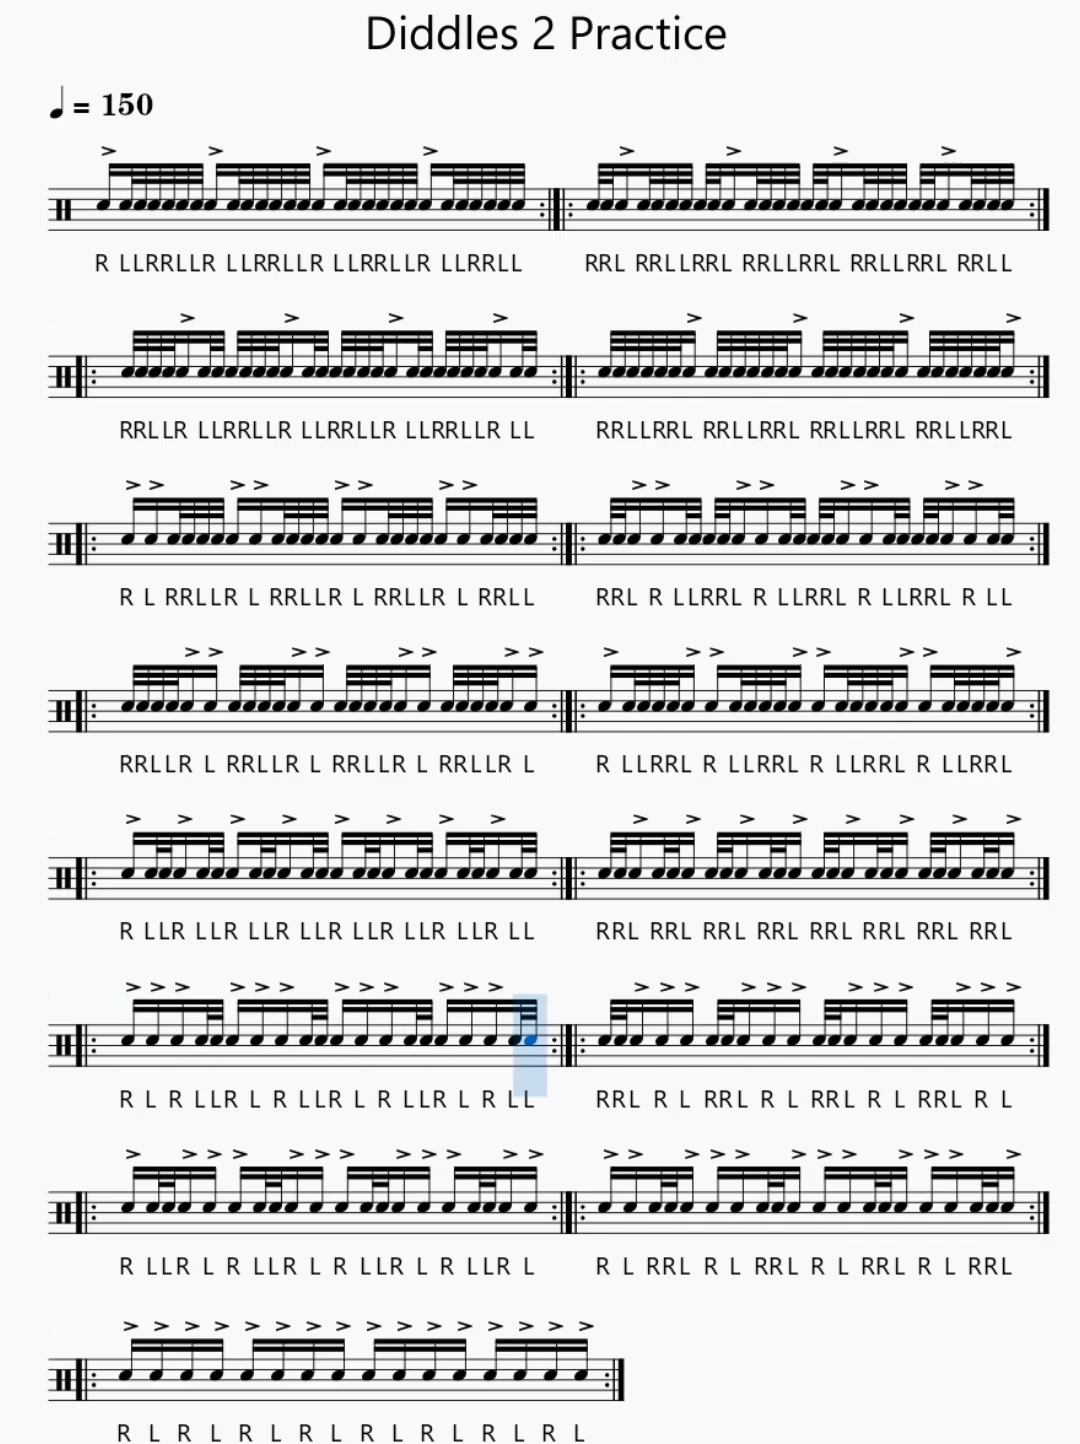 Diddles 2 Practice
= 150
R LLRRLLR LLRRLLR LLRRLLR LLRRLL RRL RRLLRRL RRLLRRL RRLLRRL RRLL
RRLLR LLRRLLR LLRRLLR LLRRLLR LL RRLLRRL RRLLRRL RRLLRRL RRLLRRL
R L RRLLR L RRLLR L RRLLR L RRLL RRL R LLRRL R LLRRL R LLRRL R LL
RRLLR L RRLLR L RRLLR L RRLLR L R LLRRL R LLRRL R LLRRL R LLRRL
R LLR LLR LLR LLR LLR LLR LLR LL RRL RRL RRL RRL RRL RRL RRL RRL
R L R LLR L R LLR L R LLR L R LL RRL R L RRL R L RRL R L RRL R L
R LLR L R LLR L R LLR L R LLR L R L RRL R L RRL R L RRL R L RRL
R L R L R L R L R L R L R L R L